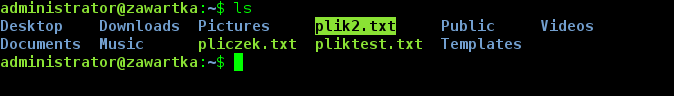 administrator@zawartka:~$ ls
Desktop Downloads Pictures plik2.txt Public Videos
Documents Music pliczek.txt pliktest.txt Templates
administrator@zawartka:~$